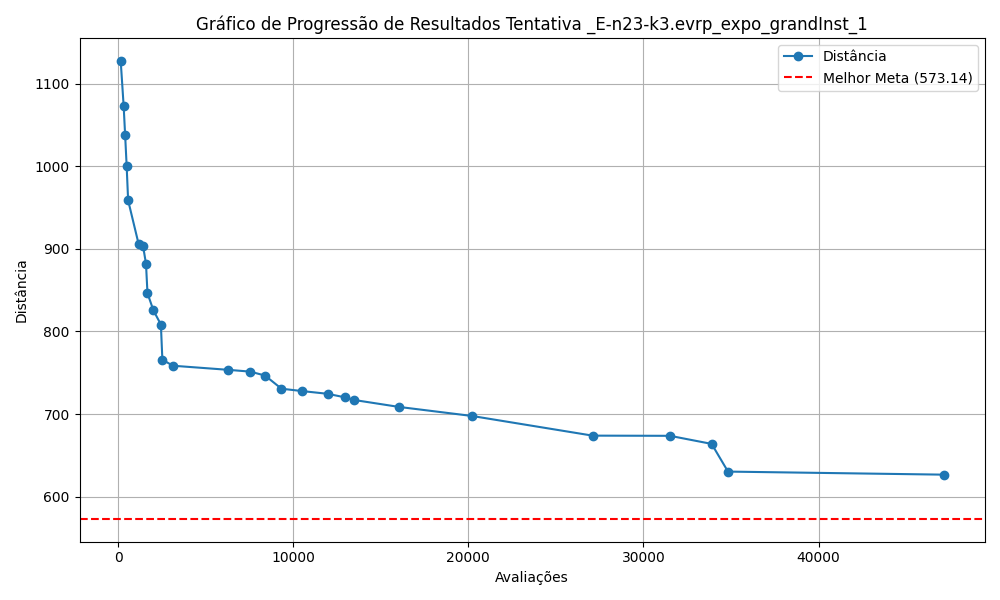 Gráfico de Progressão de Resultados Tentativa _E-n23-k3.evrp_expo_grandInst_1
Distância
Melhor Meta (573.14)
1100
1000
900
800
700
600
Distância
0
10000
20000
30000
40000
Avaliações